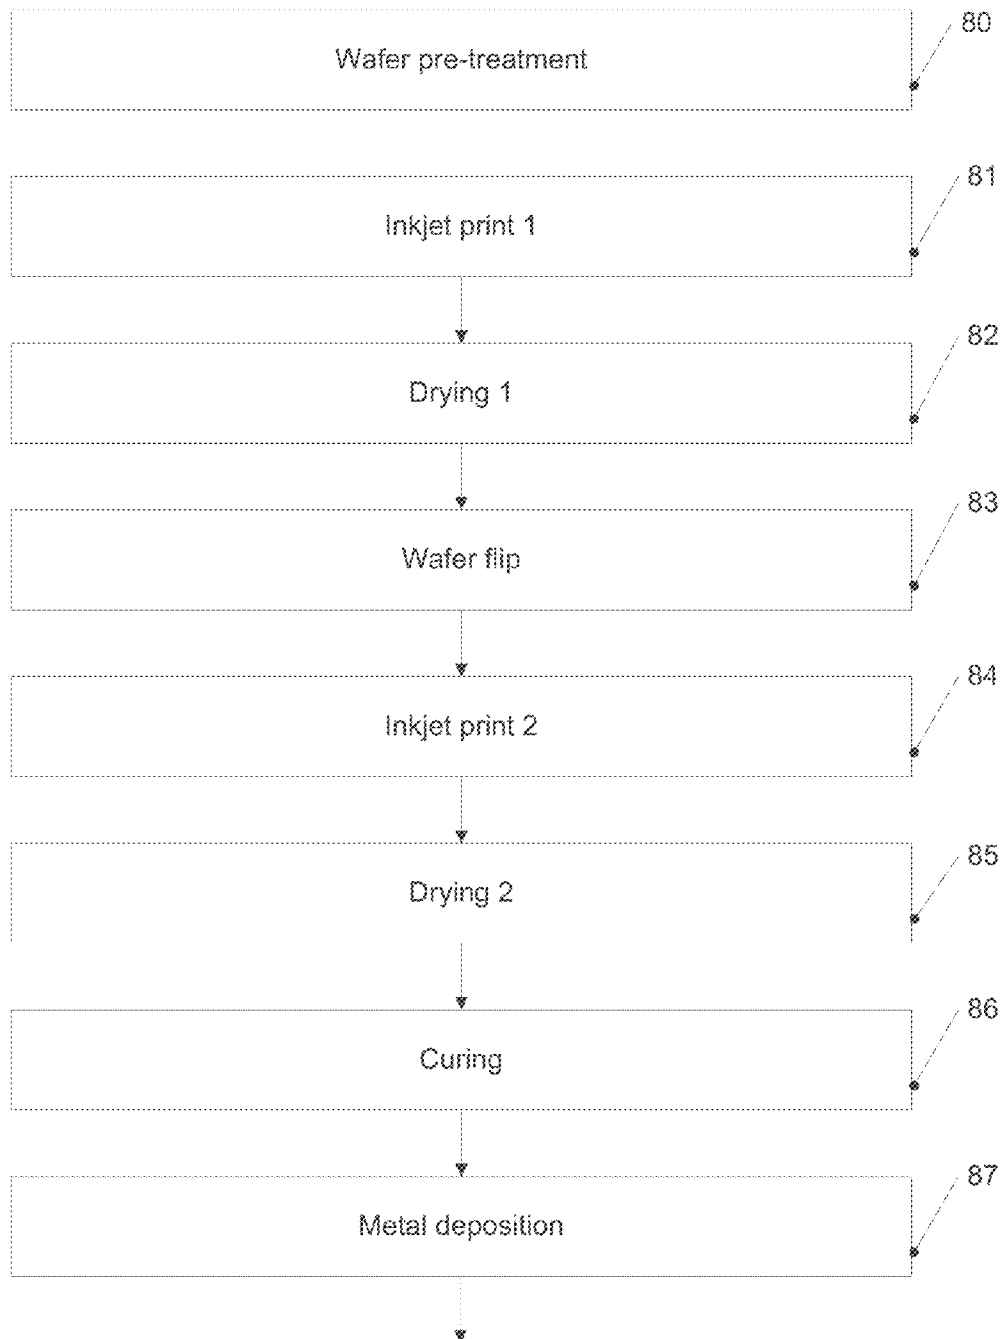 80
Wafer pre-treatment
81
Inkjet print 1
82
Drying 1
83
Wafer flip
84
Inkjet print 2
85
Drying 2
86
Curing
87
Metal deposition